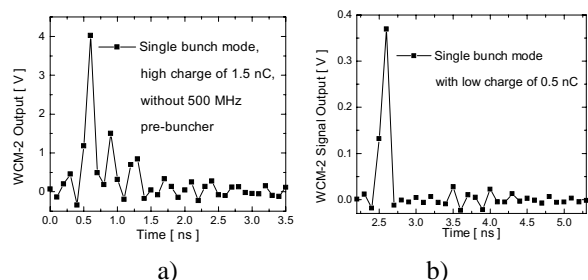 Single bunch mode,
high charge of 1.5 nC,
without 500 MHz
pre-buncher
WCM-2 Output [ V ]
4
3
2
1
0
0.0 0.5 1.0 1.5 2.0 2.5 3.0 3.5
Time [ ns ]
a)
Single bunch mode
with low charge of 0.5 nC
WCM-2 Signal Output [ V ]
0.4
0.3
0.2
0.1
0.0
2.5 3.0 3.5 4.0 4.5 5.0
Time [ ns ]
b)